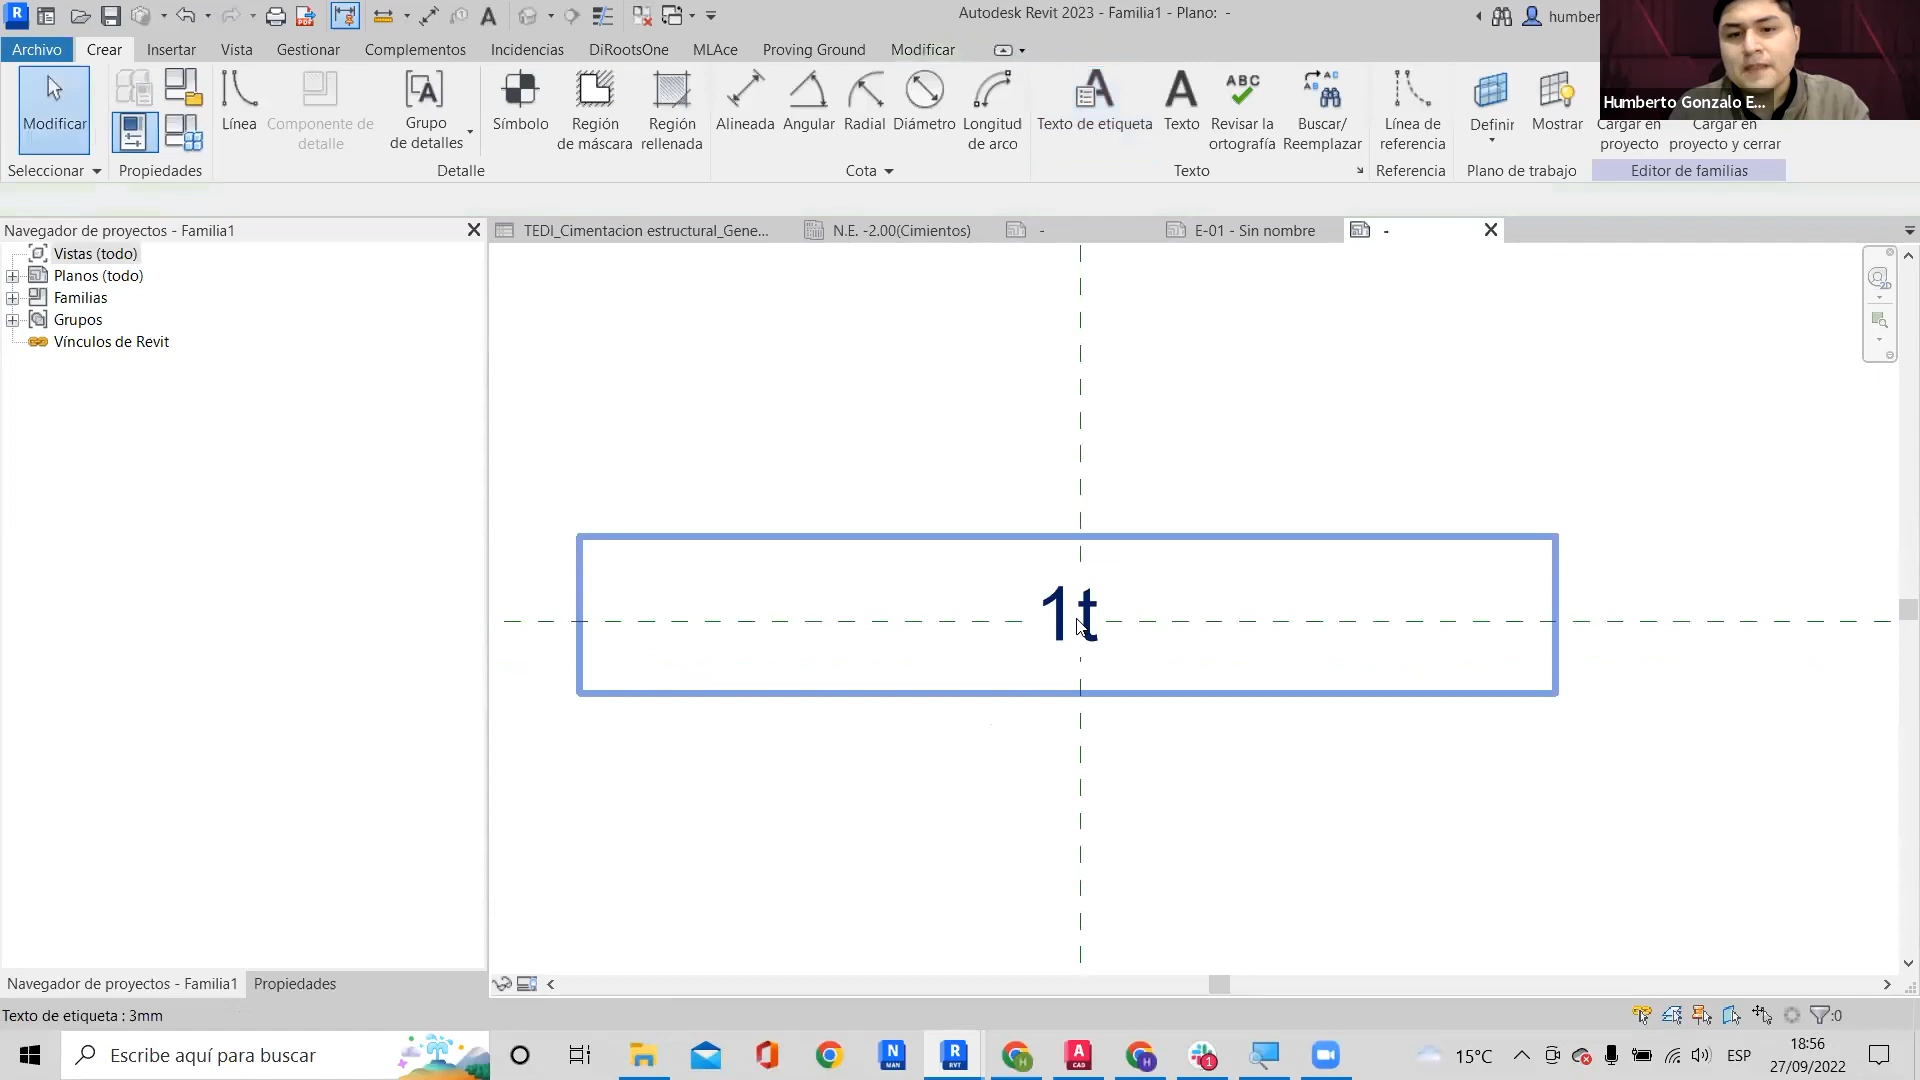 Autodesk Revit 2023 - Familia1 - Plano: -
humber
Archivo Crear Insertar Vista Gestionar Complementos Incidencias DiRootsOne MLAce Proving Ground Modificar
Humberto Gonzalo E...
Modificar
Línea
Componente de detalle
Grupo de detalles
Símbolo
Región de máscara
Región rellenada
Alineada
Angular
Radial
Diámetro
Longitud de arco
Texto de etiqueta
Texto
ABC
Revisar la ortografía
Buscar/ Reemplazar
Línea de referencia
Definir
Mostrar
Cargar en proyecto
Cargar en proyecto y cerrar
Seleccionar Propiedades Detalle Cota Texto Referencia Plano de trabajo Editor de familias
Navegador de proyectos - Familia1
TEDI_Cimentacion estructural_Gene...
N.E. -2.00(Cimientos)
-
E-01 - Sin nombre
-
Vistas (todo)
Planos (todo)
Familias
Grupos
Vínculos de Revit
1t
Navegador de proyectos - Familia1 Propiedades
Texto de etiqueta : 3mm
:0
Escribe aquí para buscar
15°C
ESP
18:56
27/09/2022